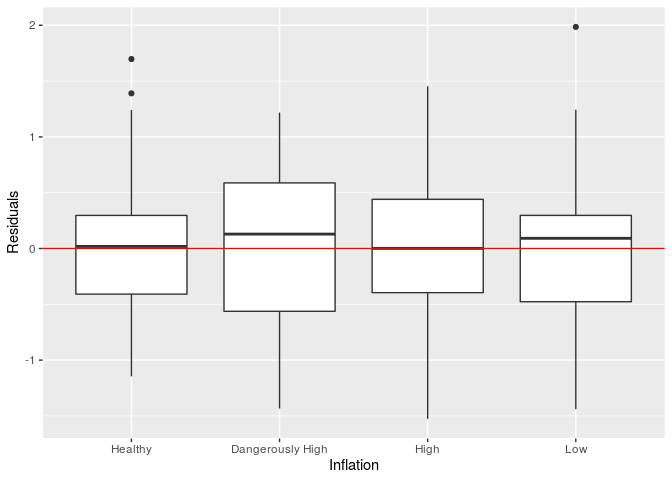 2
1
0
-1
Residuals
Healthy
Dangerously High
High
Low
Inflation